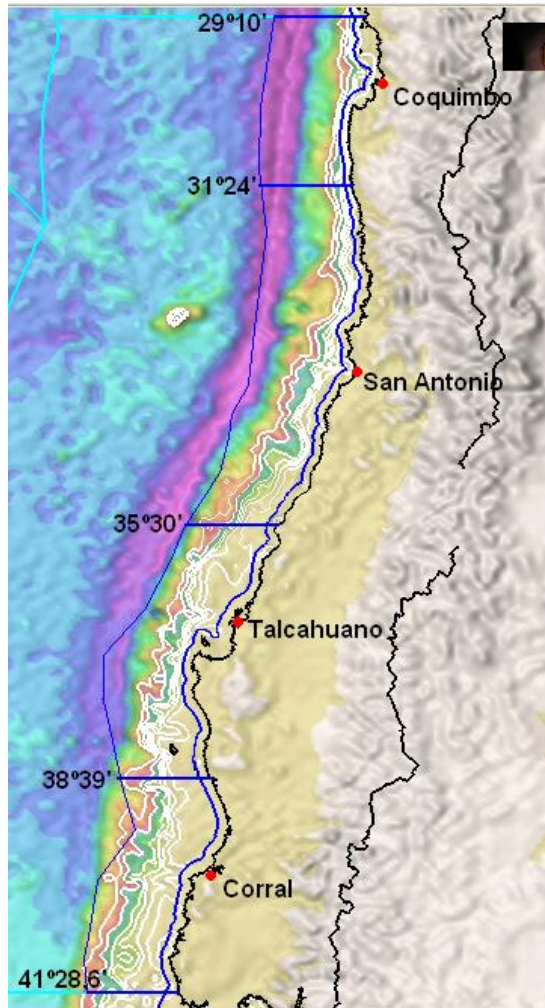 29º10'
Coquimbo
31º24'
San Antonio
35º30'
Talcahuano
38º39'
Corral
41º28.6'